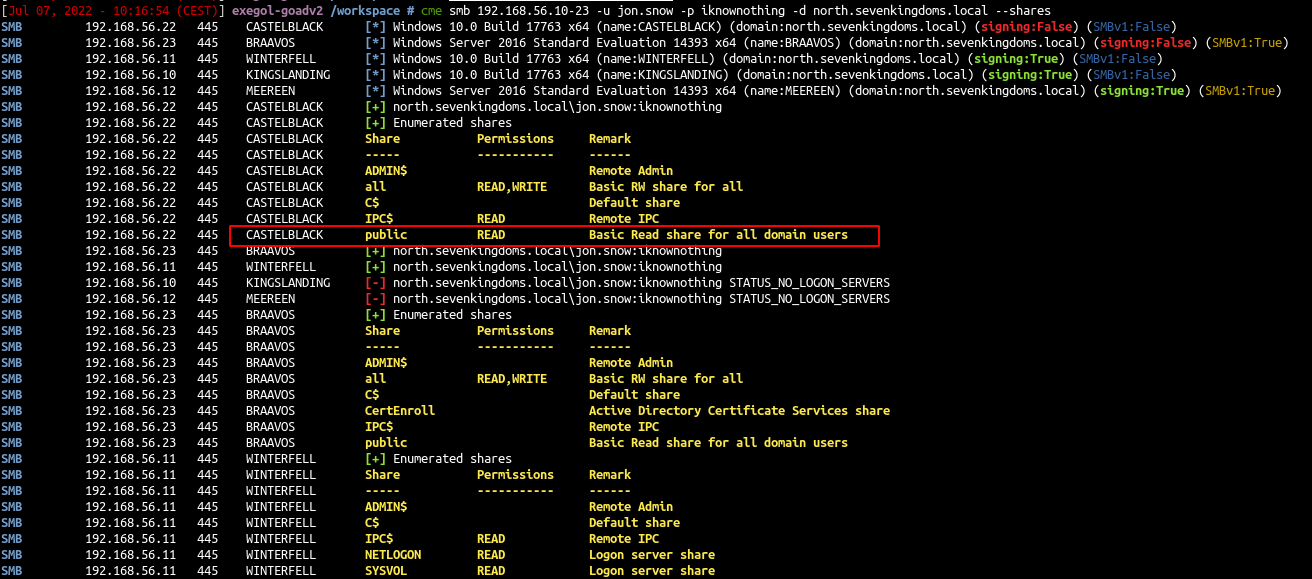 [Jul 07, 2022 - 10:16:54 (CEST)] exegol-goadv2 /workspace # cme smb 192.168.56.10-23 -u jon.snow -p iknownothing -d north.sevenkingdoms.local --shares
SMB 192.168.56.22 445 CASTELBLACK [*] Windows 10.0 Build 17763 x64 (name:CASTELBLACK) (domain:north.sevenkingdoms.local) (signing:False) (SMBv1:False)
SMB 192.168.56.23 445 BRAAVOS [*] Windows Server 2016 Standard Evaluation 14393 x64 (name:BRAAVOS) (domain:north.sevenkingdoms.local) (signing:False) (SMBv1:True)
SMB 192.168.56.11 445 WINTERFELL [*] Windows 10.0 Build 17763 x64 (name:WINTERFELL) (domain:north.sevenkingdoms.local) (signing:True) (SMBv1:False)
SMB 192.168.56.10 445 KINGSLANDING [*] Windows 10.0 Build 17763 x64 (name:KINGSLANDING) (domain:north.sevenkingdoms.local) (signing:True) (SMBv1:False)
SMB 192.168.56.12 445 MEEREEN [*] Windows Server 2016 Standard Evaluation 14393 x64 (name:MEEREEN) (domain:north.sevenkingdoms.local) (signing:True) (SMBv1:True)
SMB 192.168.56.22 445 CASTELBLACK [+] north.sevenkingdoms.local\jon.snow:iknownothing
SMB 192.168.56.22 445 CASTELBLACK [+] Enumerated shares
SMB 192.168.56.22 445 CASTELBLACK Share Permissions Remark
SMB 192.168.56.22 445 CASTELBLACK ----- ----------- ------
SMB 192.168.56.22 445 CASTELBLACK ADMIN$ Remote Admin
SMB 192.168.56.22 445 CASTELBLACK all READ,WRITE Basic RW share for all
SMB 192.168.56.22 445 CASTELBLACK C$ Default share
SMB 192.168.56.22 445 CASTELBLACK IPC$ READ Remote IPC
SMB 192.168.56.22 445 CASTELBLACK public READ Basic Read share for all domain users
SMB 192.168.56.23 445 BRAAVOS [+] north.sevenkingdoms.local\jon.snow:iknownothing
SMB 192.168.56.11 445 WINTERFELL [+] north.sevenkingdoms.local\jon.snow:iknownothing
SMB 192.168.56.10 445 KINGSLANDING [-] north.sevenkingdoms.local\jon.snow:iknownothing STATUS_NO_LOGON_SERVERS
SMB 192.168.56.12 445 MEEREEN [-] north.sevenkingdoms.local\jon.snow:iknownothing STATUS_NO_LOGON_SERVERS
SMB 192.168.56.23 445 BRAAVOS [+] Enumerated shares
SMB 192.168.56.23 445 BRAAVOS Share Permissions Remark
SMB 192.168.56.23 445 BRAAVOS ----- ----------- ------
SMB 192.168.56.23 445 BRAAVOS ADMIN$ Remote Admin
SMB 192.168.56.23 445 BRAAVOS all READ,WRITE Basic RW share for all
SMB 192.168.56.23 445 BRAAVOS C$ Default share
SMB 192.168.56.23 445 BRAAVOS CertEnroll Active Directory Certificate Services share
SMB 192.168.56.23 445 BRAAVOS IPC$ Remote IPC
SMB 192.168.56.23 445 BRAAVOS public Basic Read share for all domain users
SMB 192.168.56.11 445 WINTERFELL [+] Enumerated shares
SMB 192.168.56.11 445 WINTERFELL Share Permissions Remark
SMB 192.168.56.11 445 WINTERFELL ----- ----------- ------
SMB 192.168.56.11 445 WINTERFELL ADMIN$ Remote Admin
SMB 192.168.56.11 445 WINTERFELL C$ Default share
SMB 192.168.56.11 445 WINTERFELL IPC$ READ Remote IPC
SMB 192.168.56.11 445 WINTERFELL NETLOGON READ Logon server share
SMB 192.168.56.11 445 WINTERFELL SYSVOL READ Logon server share